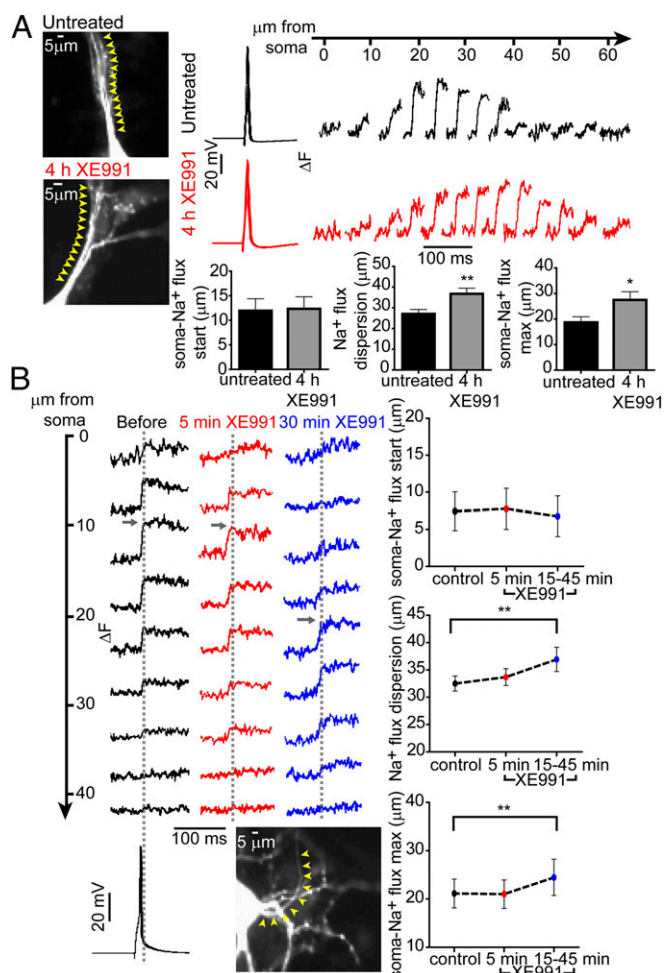 A
Untreated
5μm
4 h XE991
5μm
Untreated
20 mV
4 h XE991
μm from
soma
0 10 20 30 40 50 60
ΔF
100 ms
soma-Na⁺ flux
start (μm)
20
15
10
5
0
untreated 4 h
XE991
Na⁺ flux
dispersion (μm)
50
40
30
20
10
0
**
untreated 4 h
XE991
soma-Na⁺ flux
max (μm)
40
30
20
10
0
*
untreated 4 h
XE991
B
μm from
soma
Before 5 min XE991 30 min XE991
0
10
20
ΔF
30
40
100 ms
20 mV
5 μm
soma-Na⁺ flux start (μm)
20
15
10
5
0
control 5 min 15-45 min
XE991
Na⁺ flux dispersion (μm)
45
40
35
30
25
20
**
control 5 min 15-45 min
XE991
soma-Na⁺ flux max (μm)
40
30
20
10
**
control 5 min 15-45 min
XE991